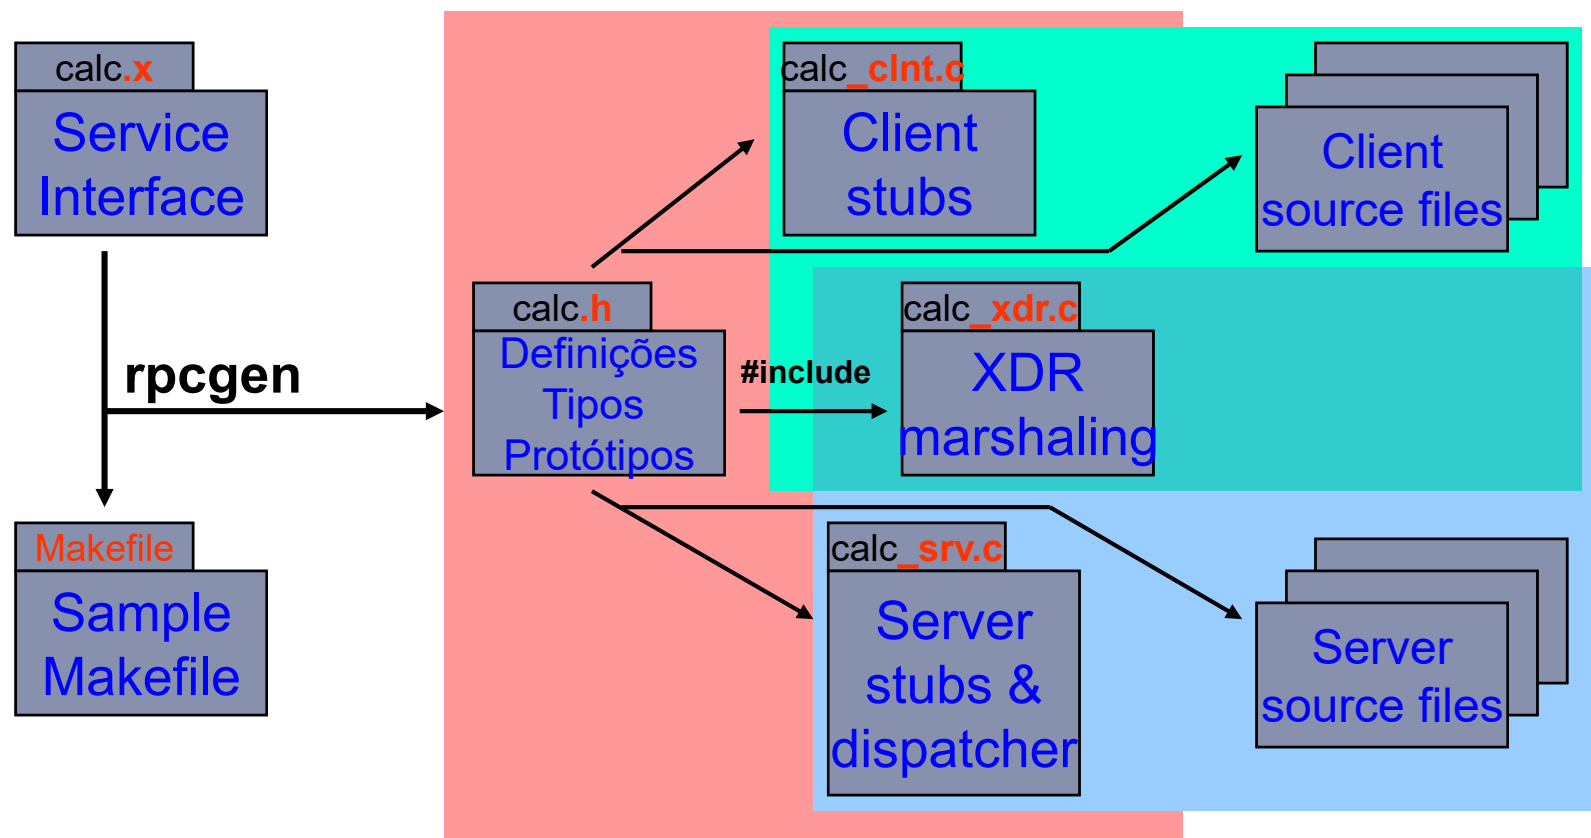 calc.x
Service
Interface
calc_clnt.c
Client
stubs
Client
source files
rpcgen
calc.h
Definições
Tipos
Protótipos
#include
calc_xdr.c
XDR
marshaling
Makefile
Sample
Makefile
calc_srv.c
Server
stubs &
dispatcher
Server
source files